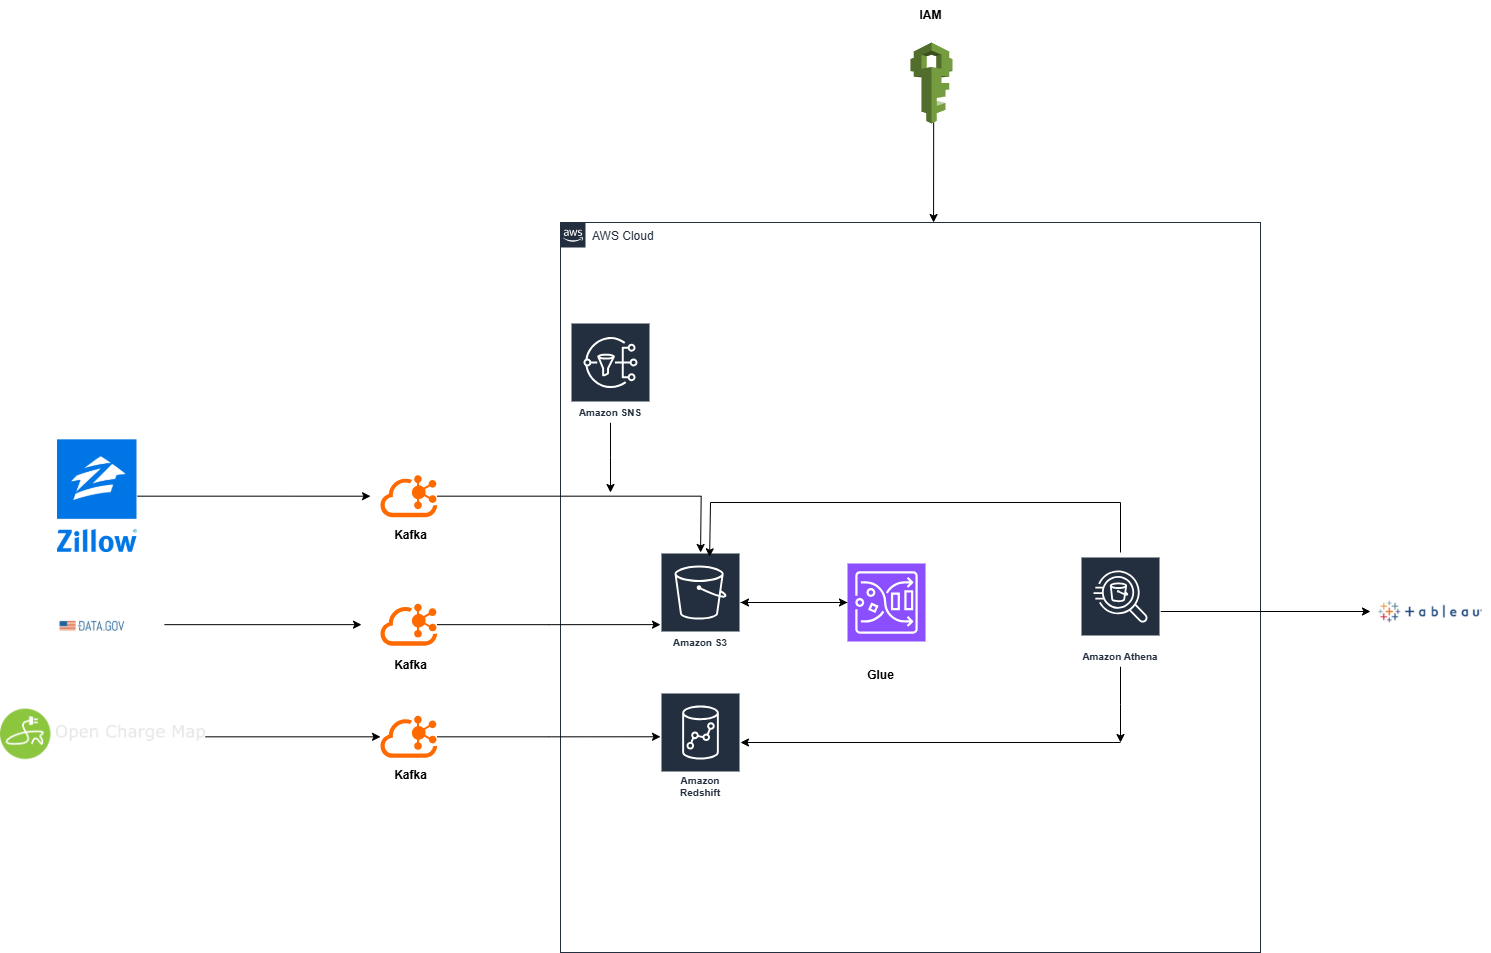 IAM
aws
AWS Cloud
Amazon SNS
Zillow
Kafka
Amazon S3
Glue
Amazon Athena
+ a b l e a u
DATA.GOV
Kafka
Open Charge Map
Kafka
Amazon
Redshift